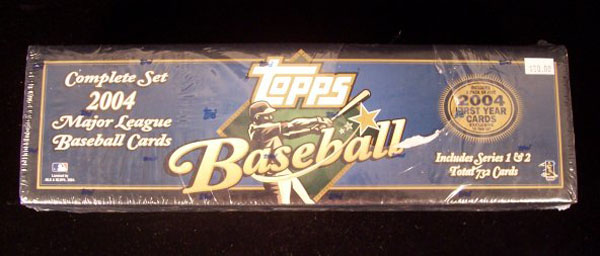 Complete Set
2004
Major League
Baseball Cards
TOPPS
Baseball
2004
FIRST YEAR
CARDS
Includes Series 1 & 2
Total 732 Cards